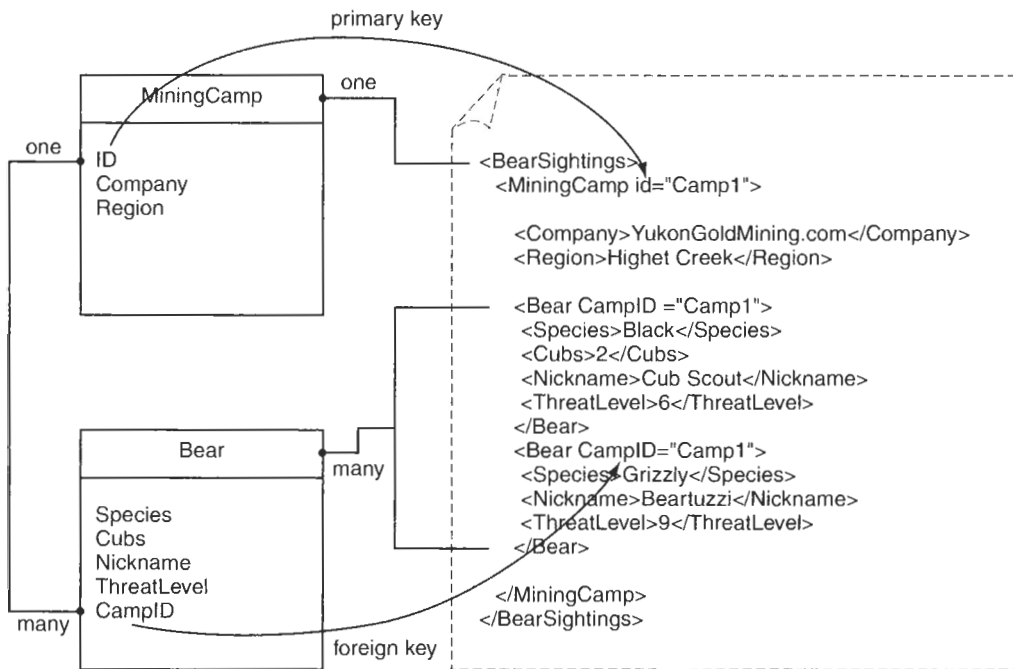 primary key
MiningCamp
one
one
ID
Company
Region
<BearSightings>
<MiningCamp id="Camp1">
<Company>YukonGoldMining.com</Company>
<Region>Highet Creek</Region>
<Bear CampID ="Camp1">
<Species>Black</Species>
<Cubs>2</Cubs>
<Nickname>Cub Scout</Nickname>
<ThreatLevel>6</ThreatLevel>
</Bear>
<Bear CampID="Camp1">
<Species>Grizzly</Species>
<Nickname>Beartuzzi</Nickname>
<ThreatLevel>9</ThreatLevel>
</Bear>
</MiningCamp>
</BearSightings>
Bear
many
Species
Cubs
Nickname
ThreatLevel
CampID
many
foreign key